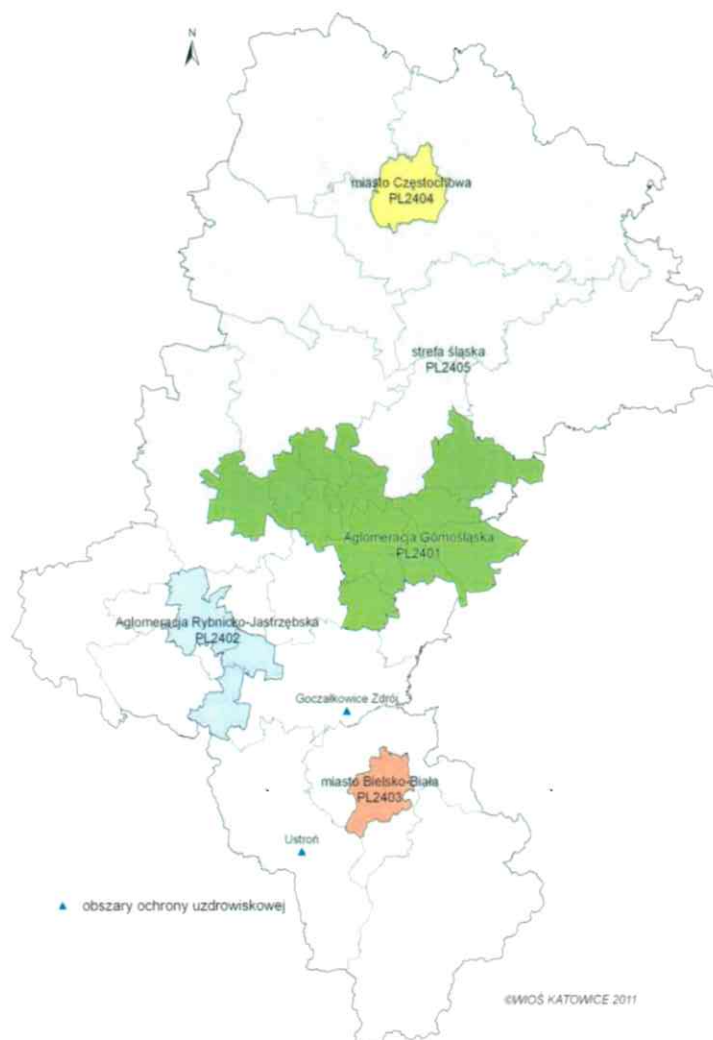 N
miasto Częstochowa
PL2404
strefa śląska
PL2405
Aglomeracja Górnośląska
PL2401
Aglomeracja Rybnicko-Jastrzębska
PL2402
Goczałkowice Zdrój
miasto Bielsko-Biała
PL2403
Ustroń
obszary ochrony uzdrowiskowej
©WIOŚ KATOWICE 2011